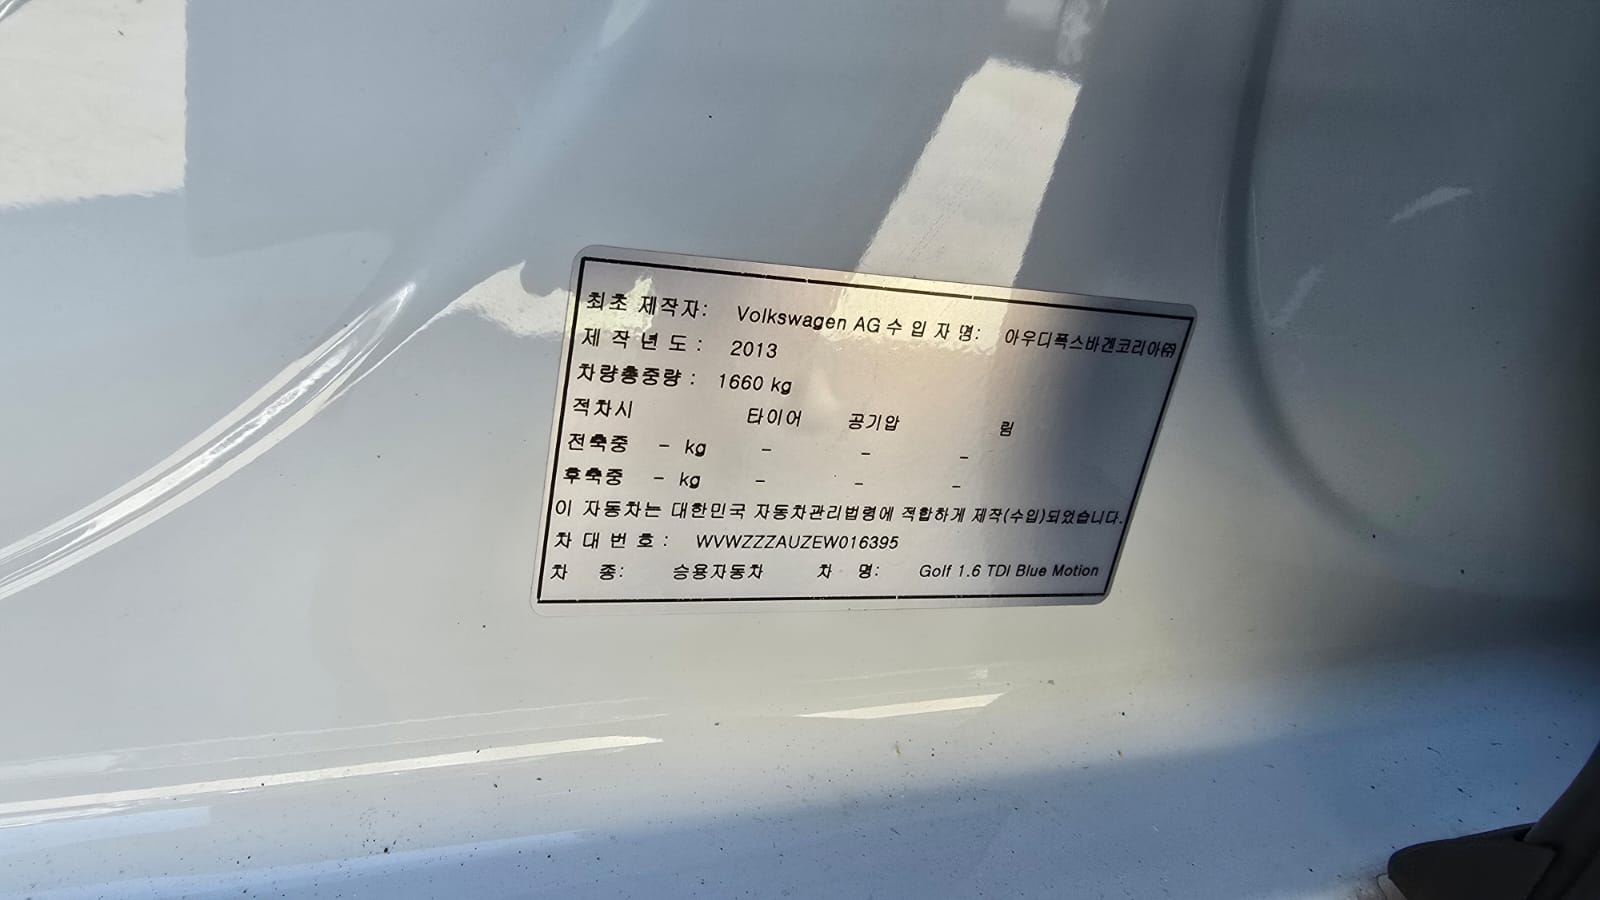 최초 제작자: Volkswagen AG 수 입 자 명: 아우디폭스바겐코리아㈜
제 작 년 도 : 2013
차량총중량 : 1660 kg
적차시 타이어 공기압 림
전축중 - kg - - -
후축중 - kg - - -
이 자동차는 대한민국 자동차관리법령에 적합하게 제작(수입)되었습니다.
차 대 번 호 : WVWZZZAUZEW016395
차 종: 승용자동차 차 명: Golf 1.6 TDI Blue Motion